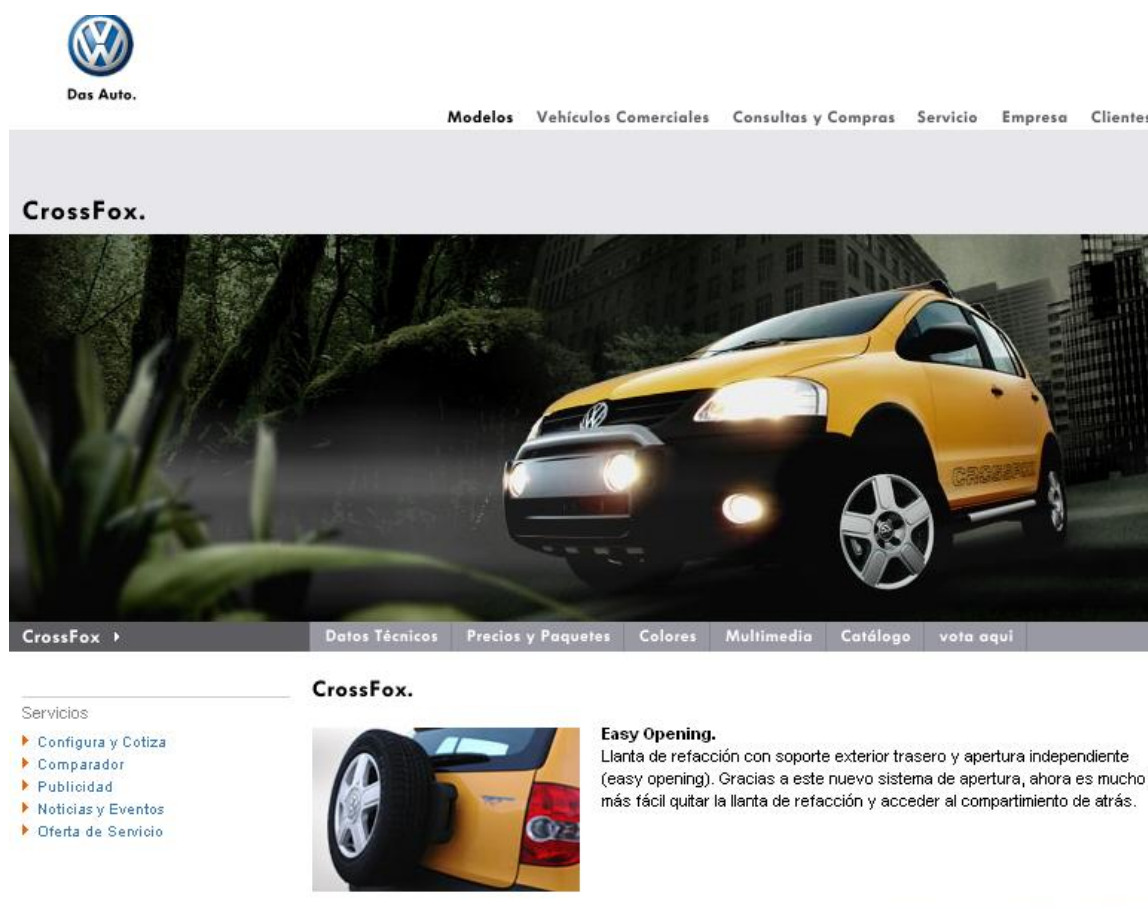 Das Auto.
Modelos Vehículos Comerciales Consultas y Compras Servicio Empresa Clientes
CrossFox.
CROSSFOX
CrossFox
Datos Técnicos Precios y Paquetes Colores Multimedia Catálogo vota aqui
Servicios
Configura y Cotiza
Comparador
Publicidad
Noticias y Eventos
Oferta de Servicio
CrossFox.
Easy Opening.
Llanta de refacción con soporte exterior trasero y apertura independiente
(easy opening). Gracias a este nuevo sistema de apertura, ahora es mucho
más fácil quitar la llanta de refacción y acceder al compartimiento de atrás.